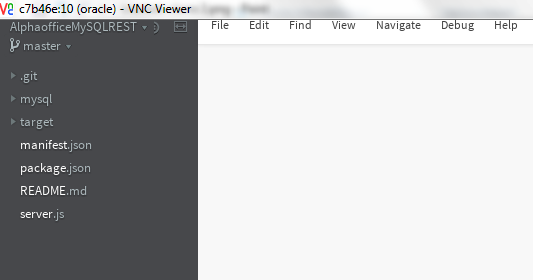 c7b46e:10 (oracle) - VNC Viewer
AlphaofficeMySQLREST
File Edit Find View Navigate Debug Help
master
.git
mysql
target
manifest.json
package.json
README.md
server.js